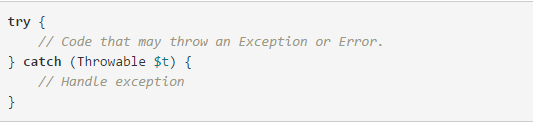 try {
    // Code that may throw an Exception or Error.
} catch (Throwable $t) {
    // Handle exception
}